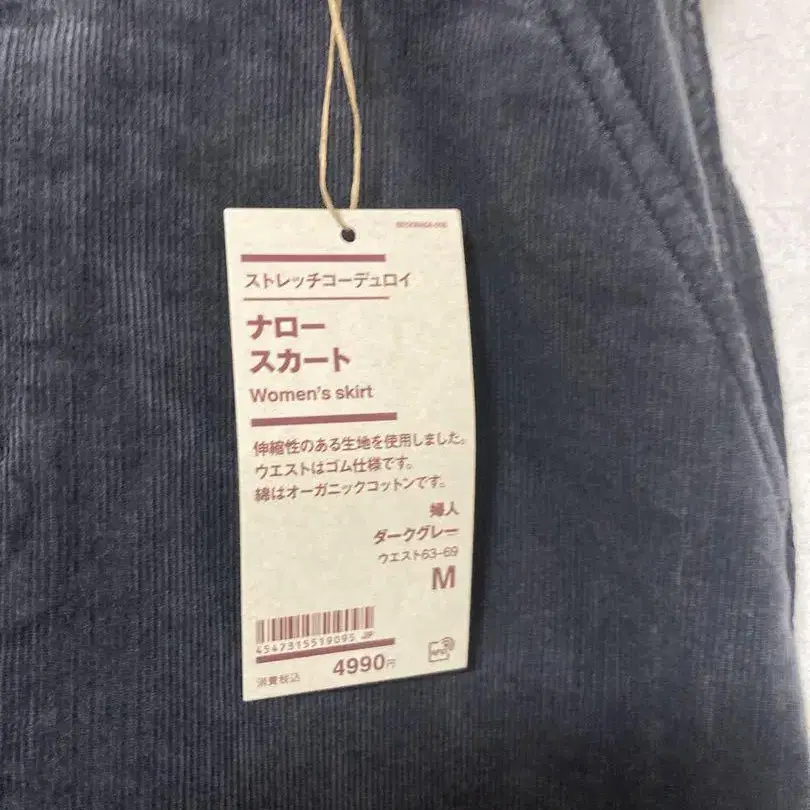 ストレッチコーデュロイ
ナロー
スカート
Women's skirt
伸縮性のある生地を使用しました。
ウエストはゴム仕様です。
綿はオーガニックコットンです。
婦人
ダークグレー
ウエスト63-69
M
4547315519095 JP
消費税込 4990円